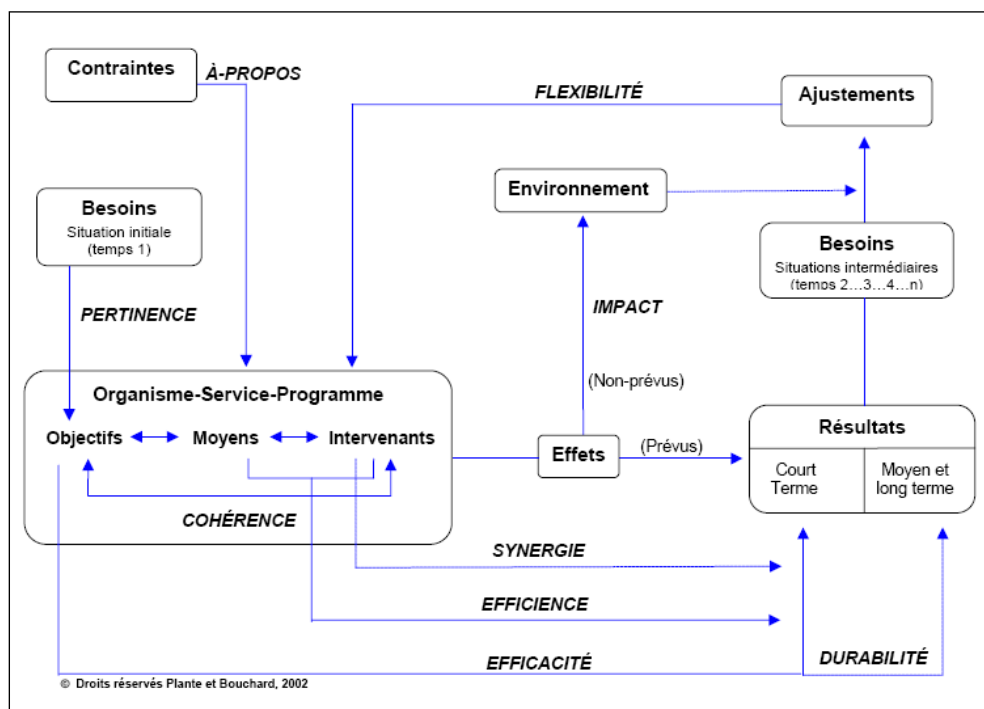 Contraintes
À-PROPOS
FLEXIBILITÉ
Ajustements
Environnement
Besoins
Situation initiale
(temps 1)
Besoins
Situations intermédiaires
(temps 2…3…4…n)
PERTINENCE
IMPACT
(Non-prévus)
Organisme-Service-Programme
Objectifs
Moyens
Intervenants
COHÉRENCE
Effets
(Prévus)
Résultats
Court
Terme
Moyen et
long terme
SYNERGIE
EFFICIENCE
EFFICACITÉ
DURABILITÉ
© Droits réservés Plante et Bouchard, 2002